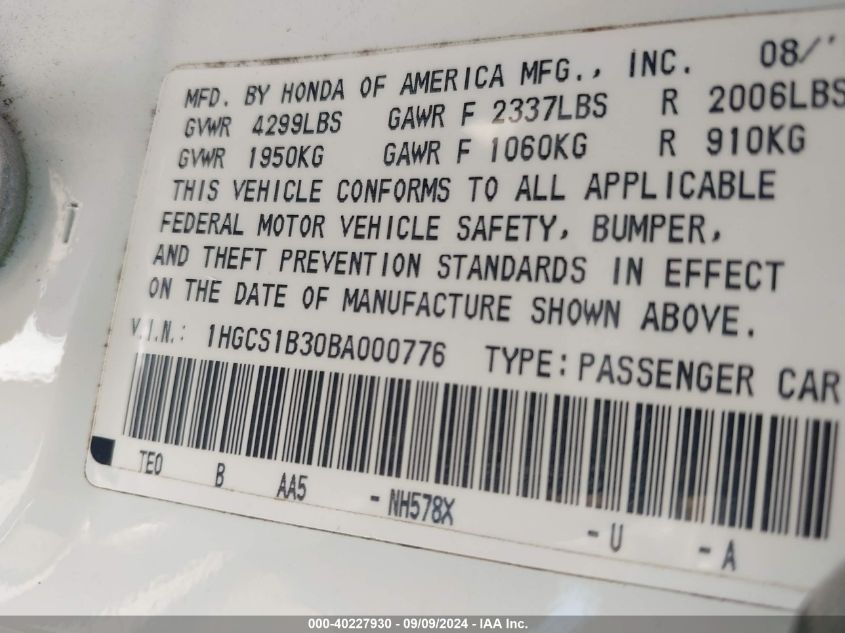 MFD. BY HONDA OF AMERICA MFG., INC. 08/
GVWR 4299LBS GAWR F 2337LBS R 2006LBS
GVWR 1950KG GAWR F 1060KG R 910KG
THIS VEHICLE CONFORMS TO ALL APPLICABLE
FEDERAL MOTOR VEHICLE SAFETY, BUMPER,
AND THEFT PREVENTION STANDARDS IN EFFECT
ON THE DATE OF MANUFACTURE SHOWN ABOVE.
V.I.N.: 1HGCS1B30BA000776 TYPE: PASSENGER CAR
TE0 B AA5 - NH578X - U - A
000-40227930 - 09/09/2024 - IAA Inc.